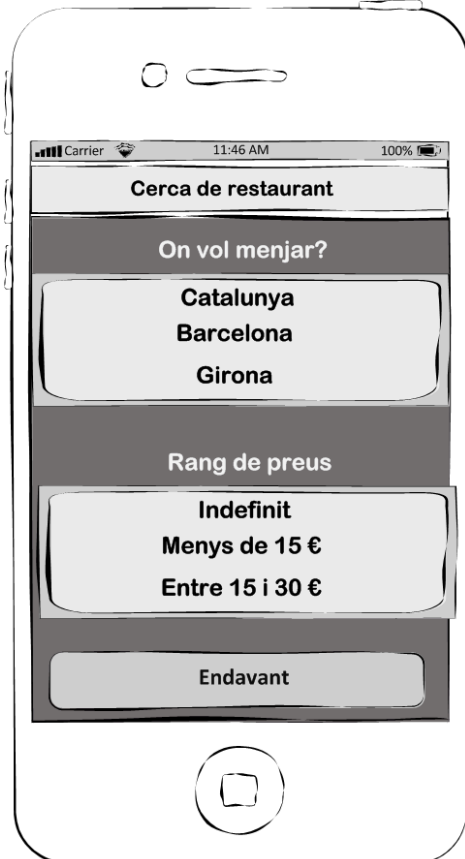 Carrier 11:46 AM 100%
Cerca de restaurant
On vol menjar?
Catalunya
Barcelona
Girona
Rang de preus
Indefinit
Menys de 15 €
Entre 15 i 30 €
Endavant